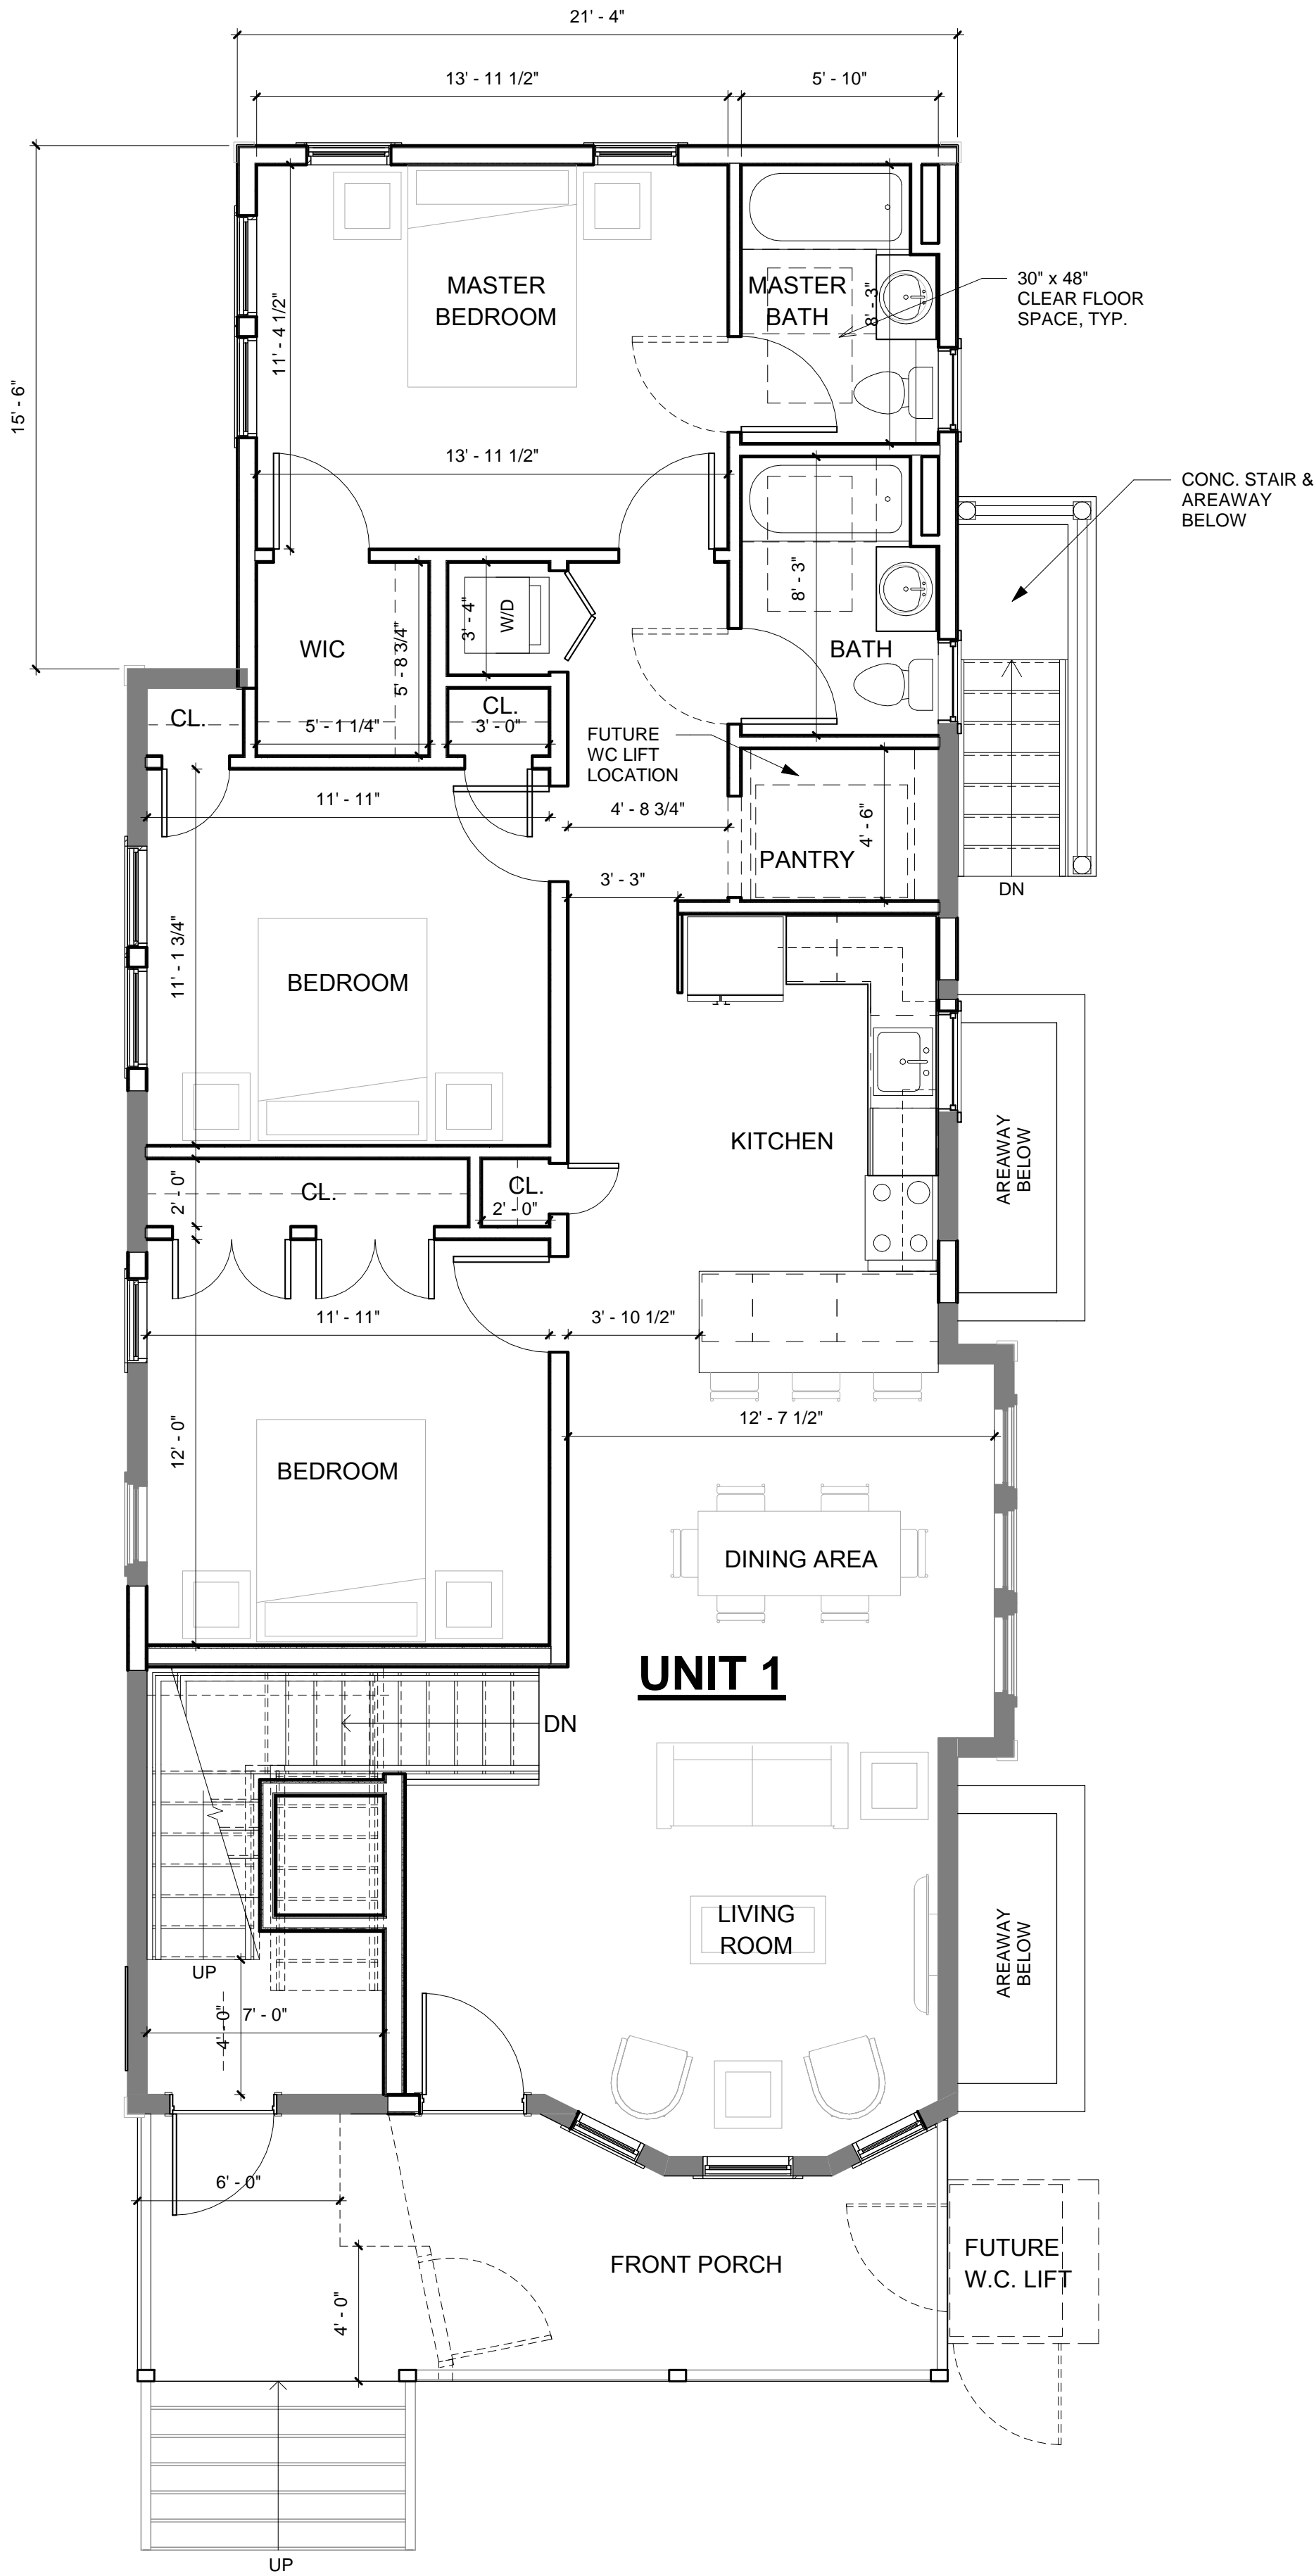 21' - 4"
13' - 11 1/2"
5' - 10"
MASTER
BEDROOM
MASTER
BATH
30" x 48"
CLEAR FLOOR
SPACE, TYP.
8' - 3"
11' - 4 1/2"
15' - 6"
13' - 11 1/2"
CONC. STAIR &
AREAWAY
BELOW
8' - 3"
3' - 4"
W/D
WIC
5' - 8 3/4"
BATH
CL.
CL.
5' - 1 1/4"
3' - 0"
FUTURE
WC LIFT
LOCATION
11' - 11"
4' - 8 3/4"
4' - 6"
PANTRY
3' - 3"
DN
11' - 1 3/4"
BEDROOM
KITCHEN
AREAWAY
BELOW
2' - 0"
CL.
CL.
2' - 0"
11' - 11"
3' - 10 1/2"
12' - 7 1/2"
12' - 0"
BEDROOM
DINING AREA
UNIT 1
DN
LIVING
ROOM
AREAWAY
BELOW
UP
4' - 0"
7' - 0"
6' - 0"
FRONT PORCH
FUTURE
W.C. LIFT
4' - 0"
UP